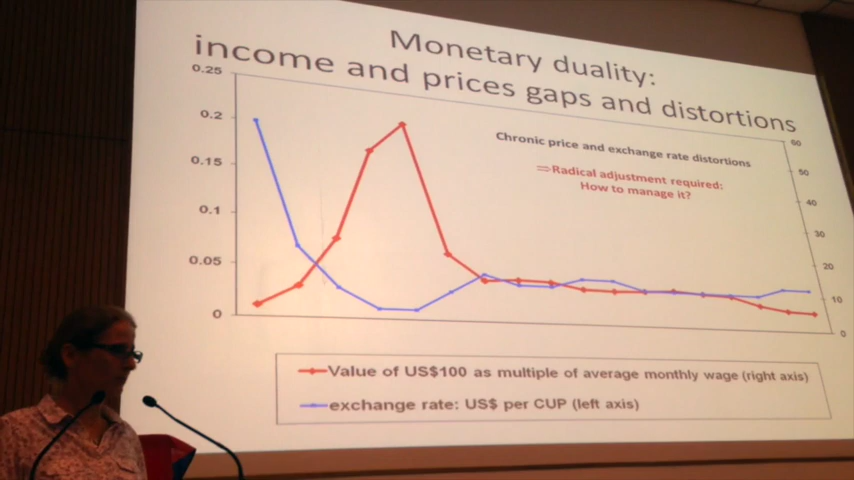 Monetary duality:
income and prices gaps and distortions
Chronic price and exchange rate distortions
⇒Radical adjustment required:
How to manage it?
0.25
0.2
0.15
0.1
0.05
0
60
50
40
30
20
10
0
Value of US$100 as multiple of average monthly wage (right axis)
exchange rate: US$ per CUP (left axis)